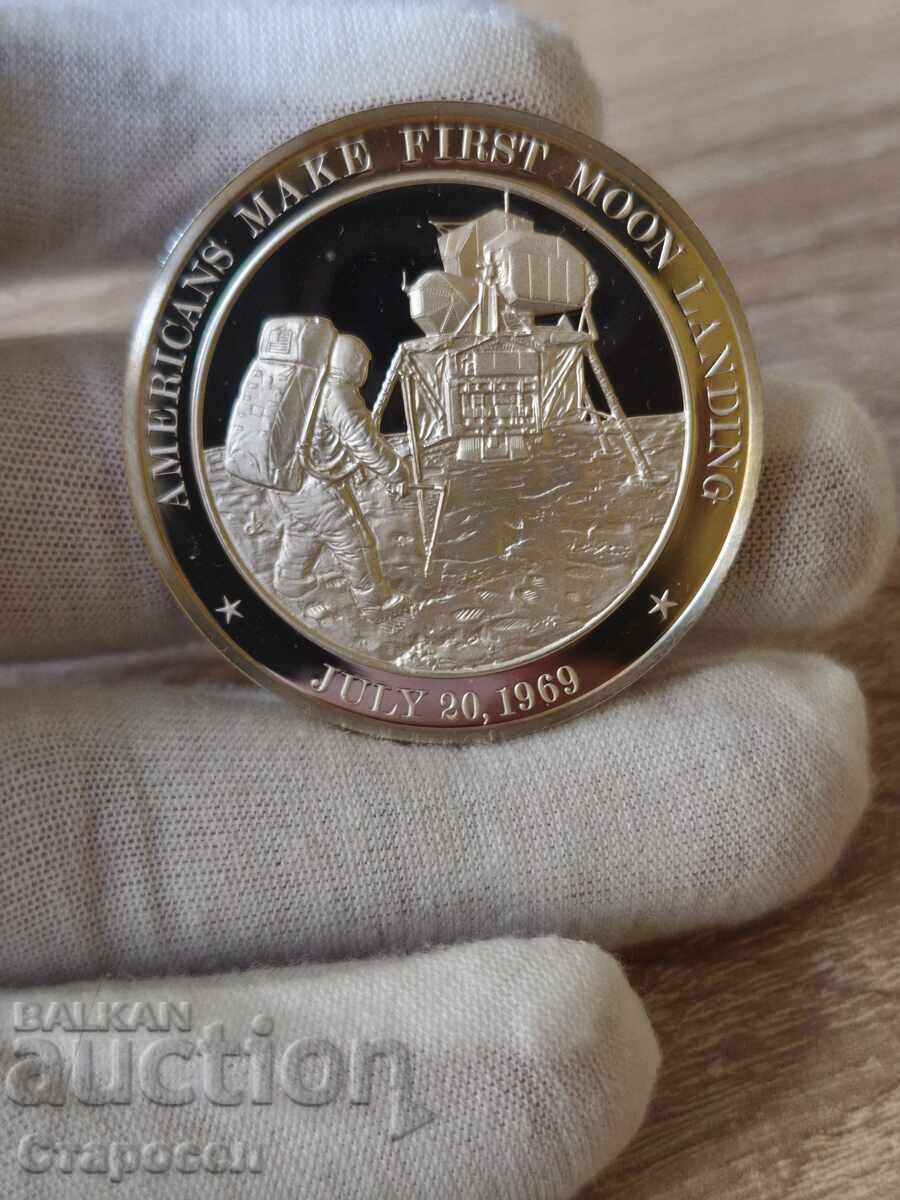 AMERICANS MAKE FIRST MOON LANDING
★ JULY 20, 1969 ★
BALKAN
auction
Старосел